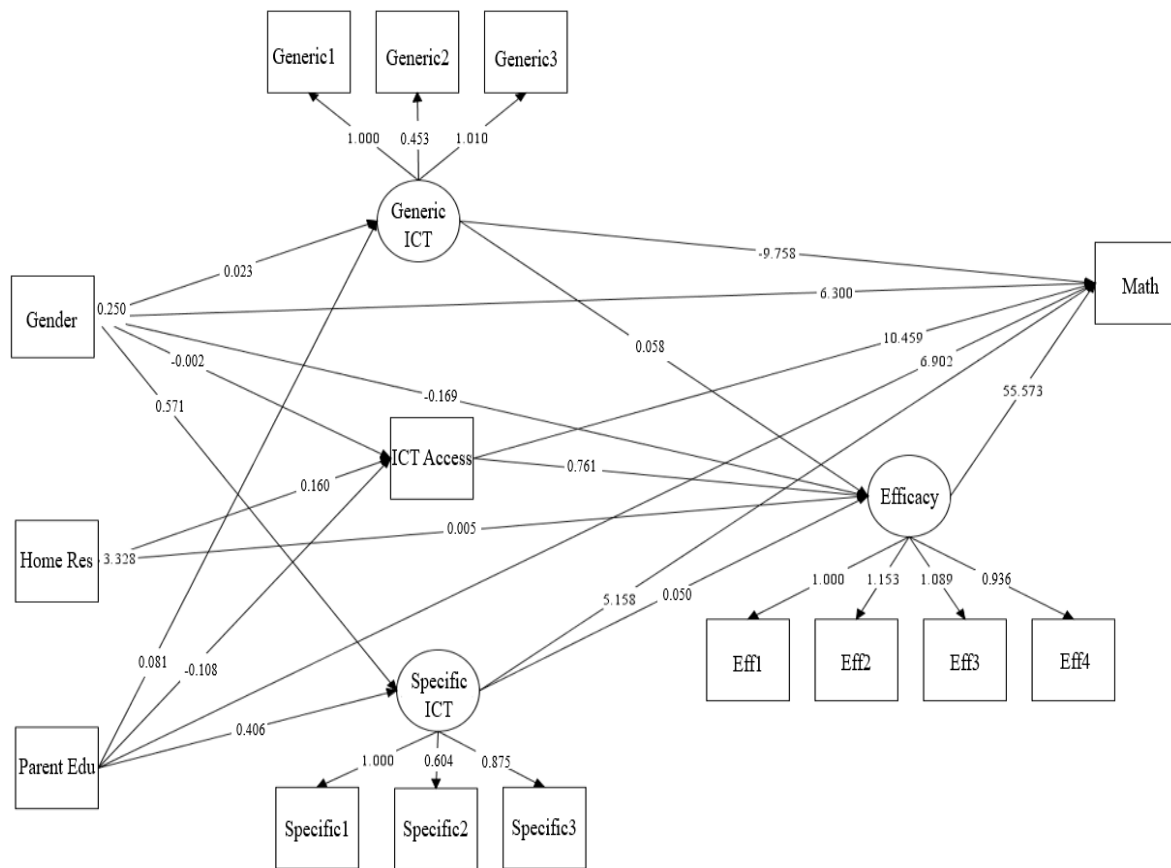 Generic1
Generic2
Generic3
1.000
0.453
1.010
Generic
ICT
0.023
-9.758
Math
Gender
0.250
6.300
-0.002
0.058
10.459
6.902
-0.169
0.571
55.573
ICT Access
0.761
0.160
Efficacy
0.005
Home Res
3.328
1.000
1.153
1.089
0.936
5.158
0.050
Eff1
Eff2
Eff3
Eff4
0.081
-0.108
Specific
ICT
0.406
Parent Edu
1.000
0.604
0.875
Specific1
Specific2
Specific3